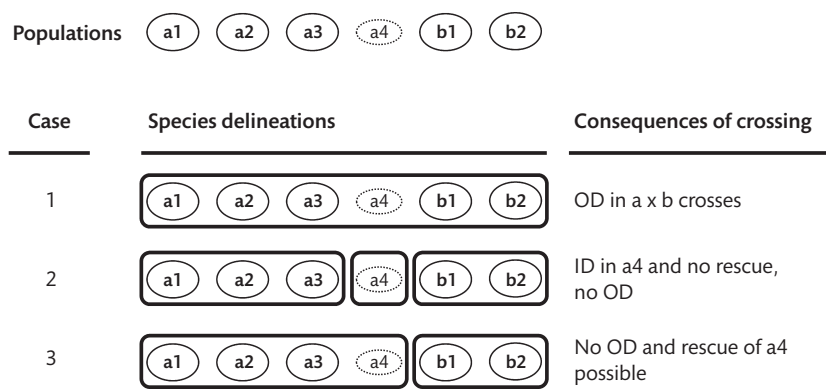 Populations a1 a2 a3 a4 b1 b2
Case Species delineations Consequences of crossing
1 a1 a2 a3 a4 b1 b2 OD in a x b crosses
2 a1 a2 a3 a4 b1 b2 ID in a4 and no rescue,
no OD
3 a1 a2 a3 a4 b1 b2 No OD and rescue of a4
possible